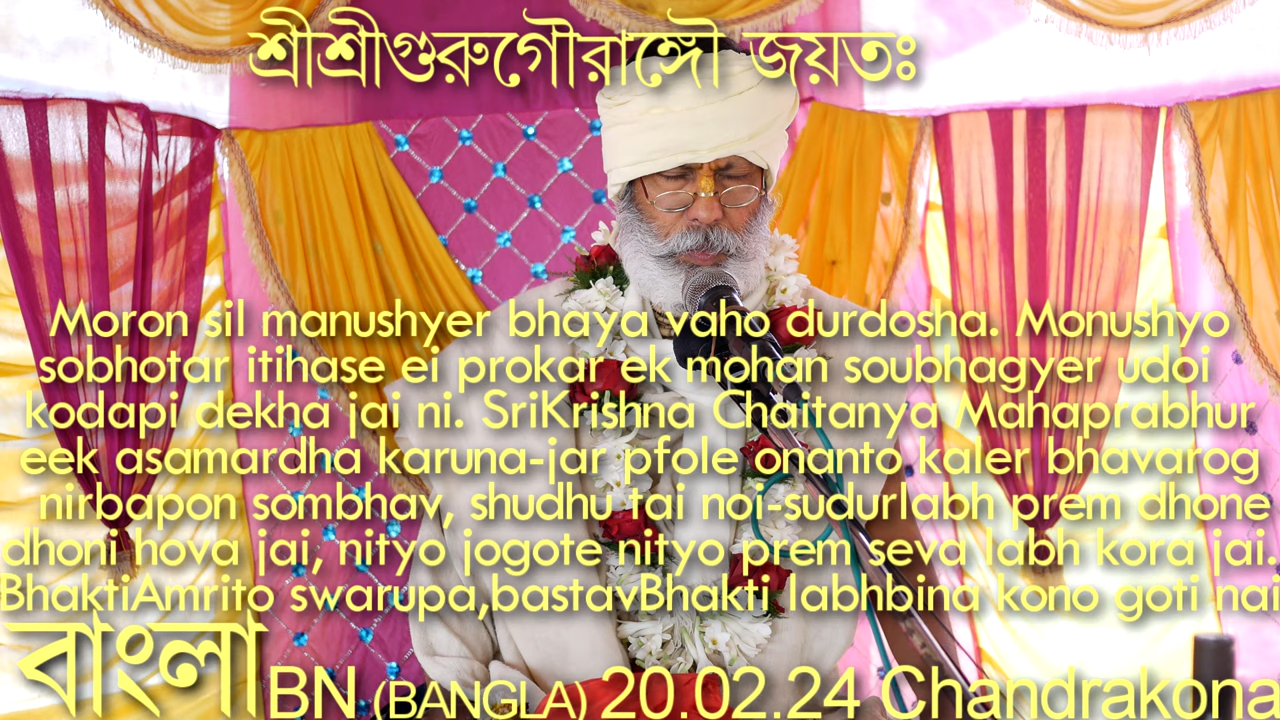 শ্রীশ্রীগুরুগৌরাঙ্গৌ জয়তঃ
Moron sil manushyer bhaya vaho durdosha. Monushyo
sobhotar itihase ei prokar ek mohan soubhagyer udoi
kodapi dekha jai ni. SriKrishna Chaitanya Mahaprabhur
eek asamardha karuna-jar pfole onanto kaler bhavarog
nirbapon sombhav, shudhu tai noi-sudurlabh prem dhone
dhoni hova jai, nityo jogote nityo prem seva labh kora jai.
BhaktiAmrito swarupa,bastavBhakti labhbina kono goti nai
বাংলা BN (BANGLA) 20.02.24 Chandrakona